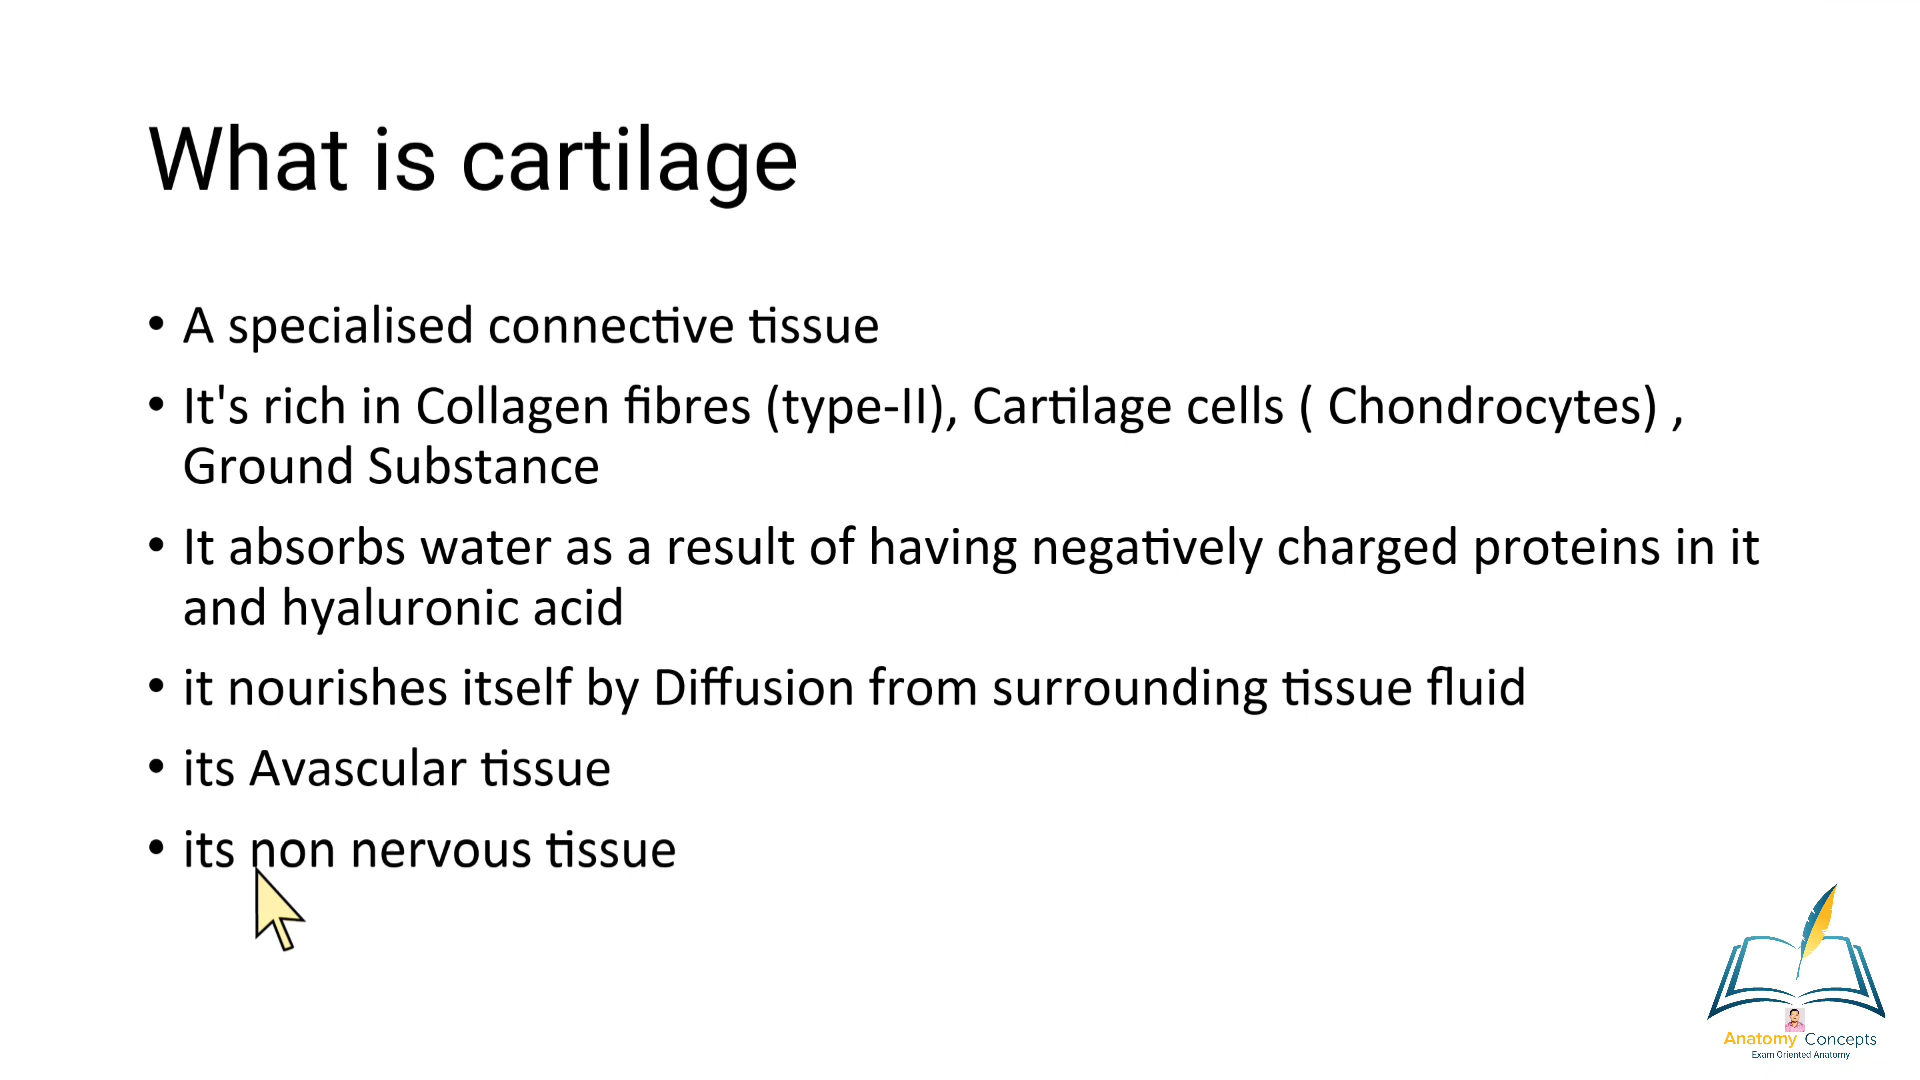 What is cartilage
• A specialised connective tissue
• It's rich in Collagen fibres (type-II), Cartilage cells ( Chondrocytes) ,
Ground Substance
• It absorbs water as a result of having negatively charged proteins in it
and hyaluronic acid
• it nourishes itself by Diffusion from surrounding tissue fluid
• its Avascular tissue
• its non nervous tissue
Anatomy Concepts
Exam Oriented Anatomy